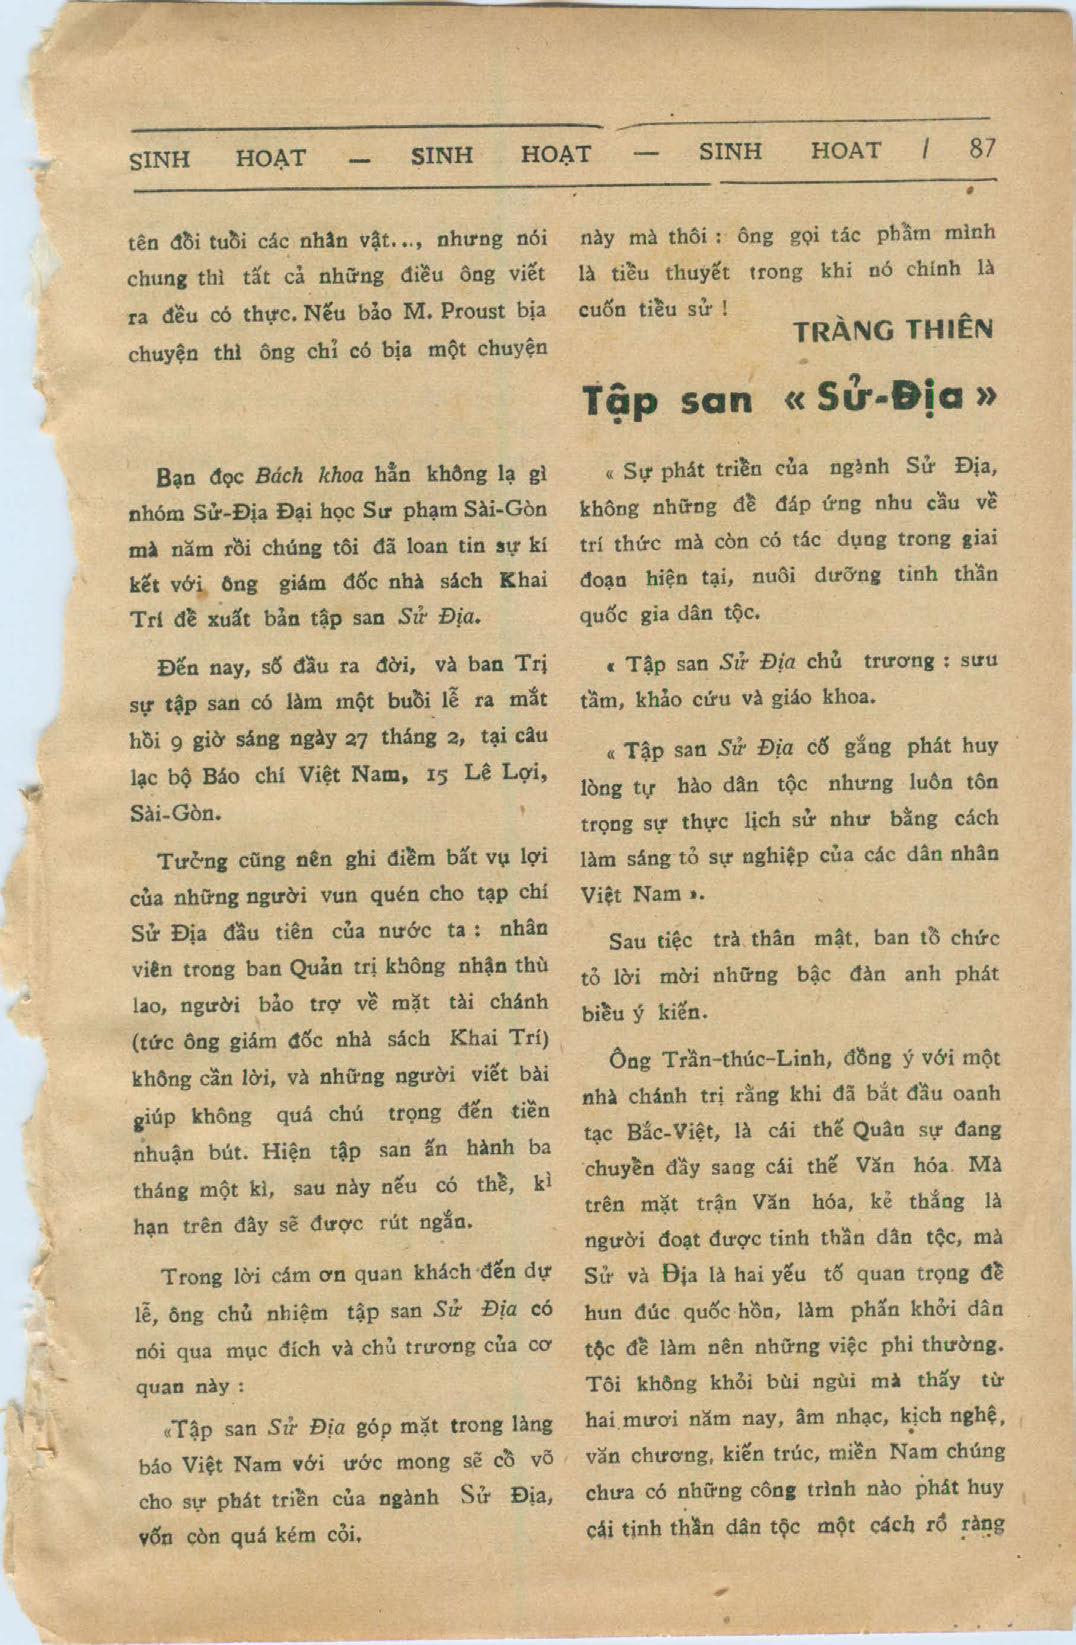 SINH HOẠT — SINH HOẠT — SINH HOAT / 87
tên đổi tuổi các nhân vật..., nhưng nói
chung thì tất cả những điều ông viết
ra đều có thực. Nếu bảo M. Proust bịa
chuyện thì ông chỉ có bịa một chuyện
này mà thôi : ông gọi tác phẩm mình
là tiểu thuyết trong khi nó chính là
cuốn tiểu sử !
TRÀNG THIÊN
Tập san « Sử-Địa »
Bạn đọc Bách khoa hẳn không lạ gì
nhóm Sử-Địa Đại học Sư phạm Sài-Gòn
mà năm rồi chúng tôi đã loan tin sự kí
kết với ông giám đốc nhà sách Khai
Trí để xuất bản tập san Sử Địa.
Đến nay, số đầu ra đời, và ban Trị
sự tập san có làm một buổi lễ ra mắt
hồi 9 giờ sáng ngày 27 tháng 2, tại câu
lạc bộ Báo chí Việt Nam, 15 Lê Lợi,
Sài-Gòn.
Tưởng cũng nên ghi điểm bất vụ lợi
của những người vun quén cho tạp chí
Sử Địa đầu tiên của nước ta : nhân
viên trong ban Quản trị không nhận thù
lao, người bảo trợ về mặt tài chánh
(tức ông giám đốc nhà sách Khai Trí)
không cần lời, và những người viết bài
giúp không quá chú trọng đến tiền
nhuận bút. Hiện tập san ấn hành ba
tháng một kì, sau này nếu có thể, kì
hạn trên đây sẽ được rút ngắn.
Trong lời cám ơn quan khách đến dự
lễ, ông chủ nhiệm tập san Sử Địa có
nói qua mục đích và chủ trương của cơ
quan này :
«Tập san Sử Địa góp mặt trong làng
báo Việt Nam với ước mong sẽ cổ võ
cho sự phát triển của ngành Sử Địa,
vốn còn quá kém cỏi.
« Sự phát triển của ngành Sử Địa,
không những để đáp ứng nhu cầu về
trí thức mà còn có tác dụng trong giai
đoạn hiện tại, nuôi dưỡng tinh thần
quốc gia dân tộc.
« Tập san Sử Địa chủ trương : sưu
tầm, khảo cứu và giáo khoa.
« Tập san Sử Địa cố gắng phát huy
lòng tự hào dân tộc nhưng luôn tôn
trọng sự thực lịch sử như bằng cách
làm sáng tỏ sự nghiệp của các dân nhân
Việt Nam ».
Sau tiệc trà thân mật, ban tổ chức
tỏ lời mời những bậc đàn anh phát
biểu ý kiến.
Ông Trần-thúc-Linh, đồng ý với một
nhà chánh trị rằng khi đã bắt đầu oanh
tạc Bắc-Việt, là cái thế Quân sự đang
chuyển đầy sang cái thế Văn hóa. Mà
trên mặt trận Văn hóa, kẻ thắng là
người đoạt được tinh thần dân tộc, mà
Sử và Địa là hai yếu tố quan trọng để
hun đúc quốc hồn, làm phấn khởi dân
tộc để làm nên những việc phi thường.
Tôi không khỏi bùi ngùi mà thấy từ
hai mươi năm nay, âm nhạc, kịch nghệ,
văn chương, kiến trúc, miền Nam chúng
chưa có những công trình nào phát huy
cái tinh thần dân tộc một cách rõ ràng